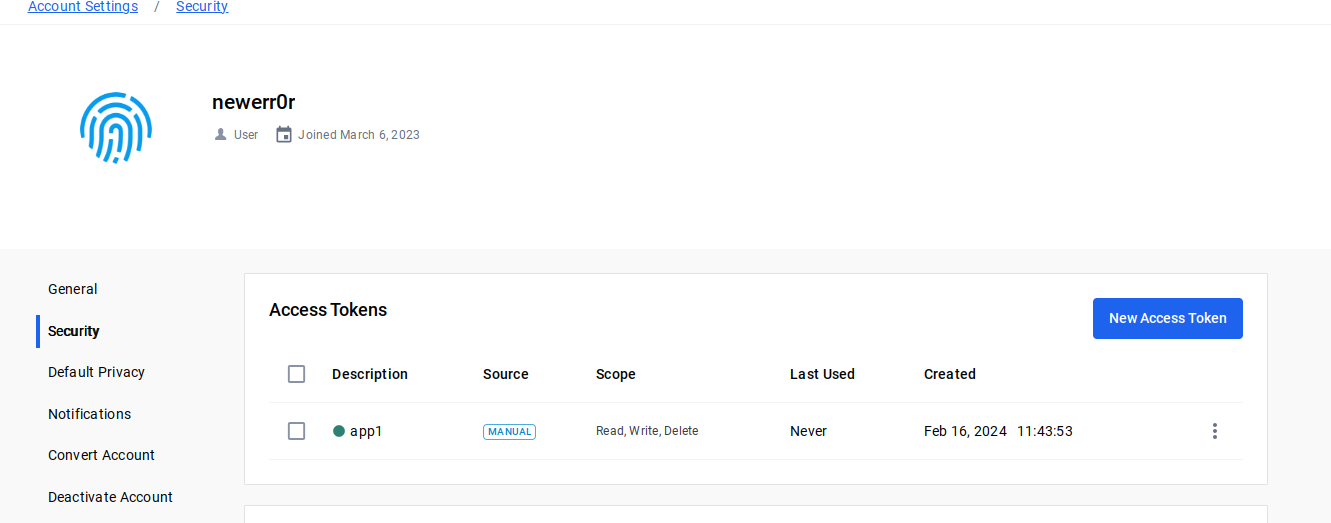 Account Settings / Security
newerr0r
User Joined March 6, 2023
General
Security
Default Privacy
Notifications
Convert Account
Deactivate Account
Access Tokens
New Access Token
Description Source Scope Last Used Created
app1 MANUAL Read, Write, Delete Never Feb 16, 2024 11:43:53